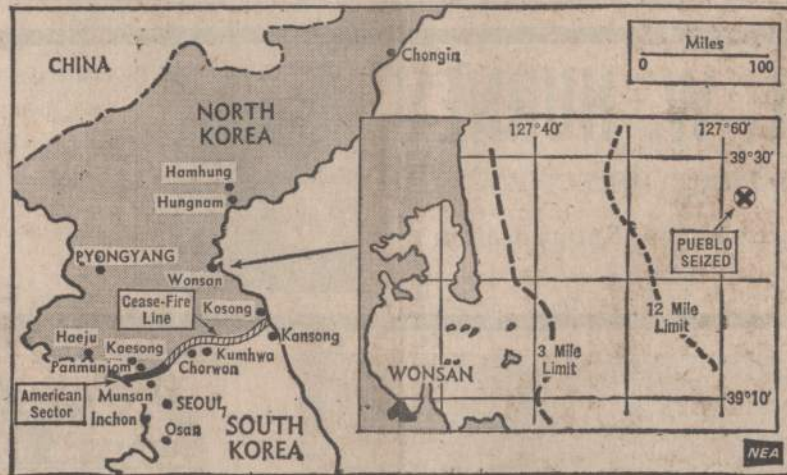 CHINA
NORTH
KOREA
Chongin
Hamhung
Hungnam
PYONGYANG
Wonsan
Cease-Fire
Line
Kosong
Kansong
Haeju
Kaesong
Panmunjom
Kumhwa
Chorwon
American
Sector
Munsan
SEOUL
Inchon
Osan
SOUTH
KOREA
Miles
0 100
127°40' 127°60'
39°30'
PUEBLO
SEIZED
12 Mile
Limit
3 Mile
Limit
WONSAN
39°10'
NEA